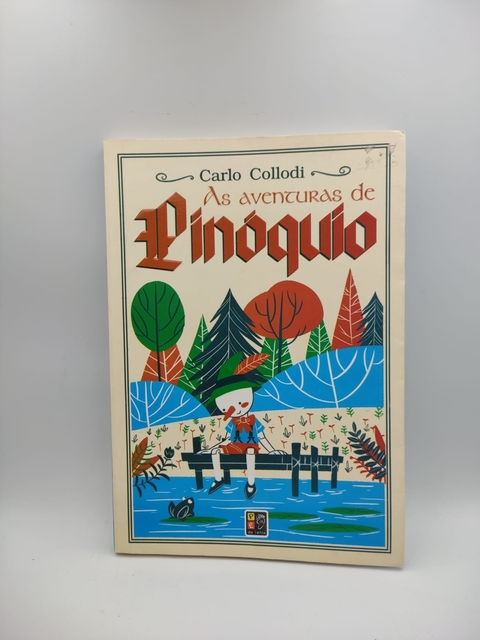 Carlo Collodi
As aventuras de
Pinóquio